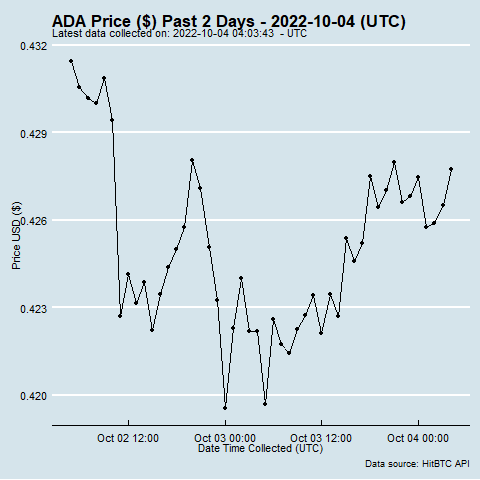 ADA Price ($) Past 2 Days - 2022-10-04 (UTC)
Latest data collected on: 2022-10-04 04:03:43  - UTC
0.432
0.429
0.426
0.423
0.420
Price USD ($)
Oct 02 12:00
Oct 03 00:00
Oct 03 12:00
Oct 04 00:00
Date Time Collected (UTC)
Data source: HitBTC API